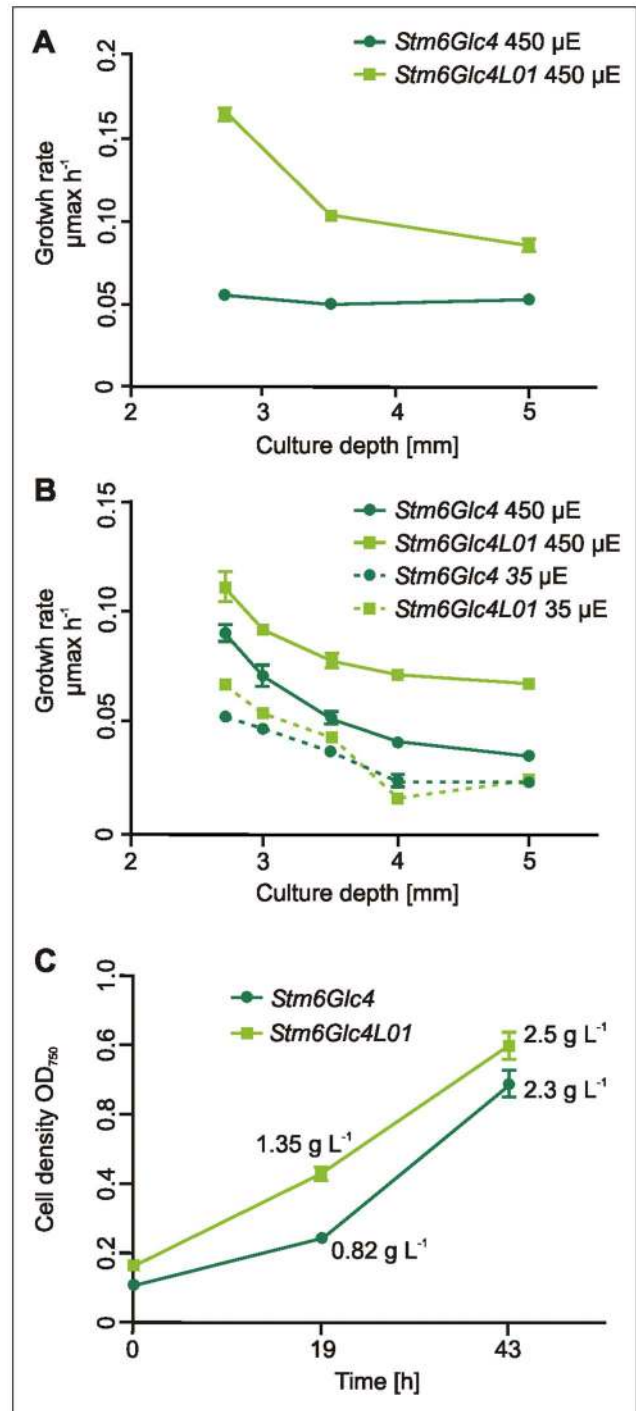 A
Stm6Glc4 450 µE
Stm6Glc4L01 450 µE
Grotwh rate
µmax h-1
0.2
0.15
0.10
0.05
0
2 3 4 5
Culture depth [mm]
B
Stm6Glc4 450 µE
Stm6Glc4L01 450 µE
Stm6Glc4 35 µE
Stm6Glc4L01 35 µE
Grotwh rate
µmax h-1
0.15
0.10
0.05
0
2 3 4 5
Culture depth [mm]
C
Stm6Glc4
Stm6Glc4L01
Cell density OD750
1.0
0.6
0.8
0.4
0.2
0
2.5 g L-1
2.3 g L-1
1.35 g L-1
0.82 g L-1
0 19 43
Time [h]